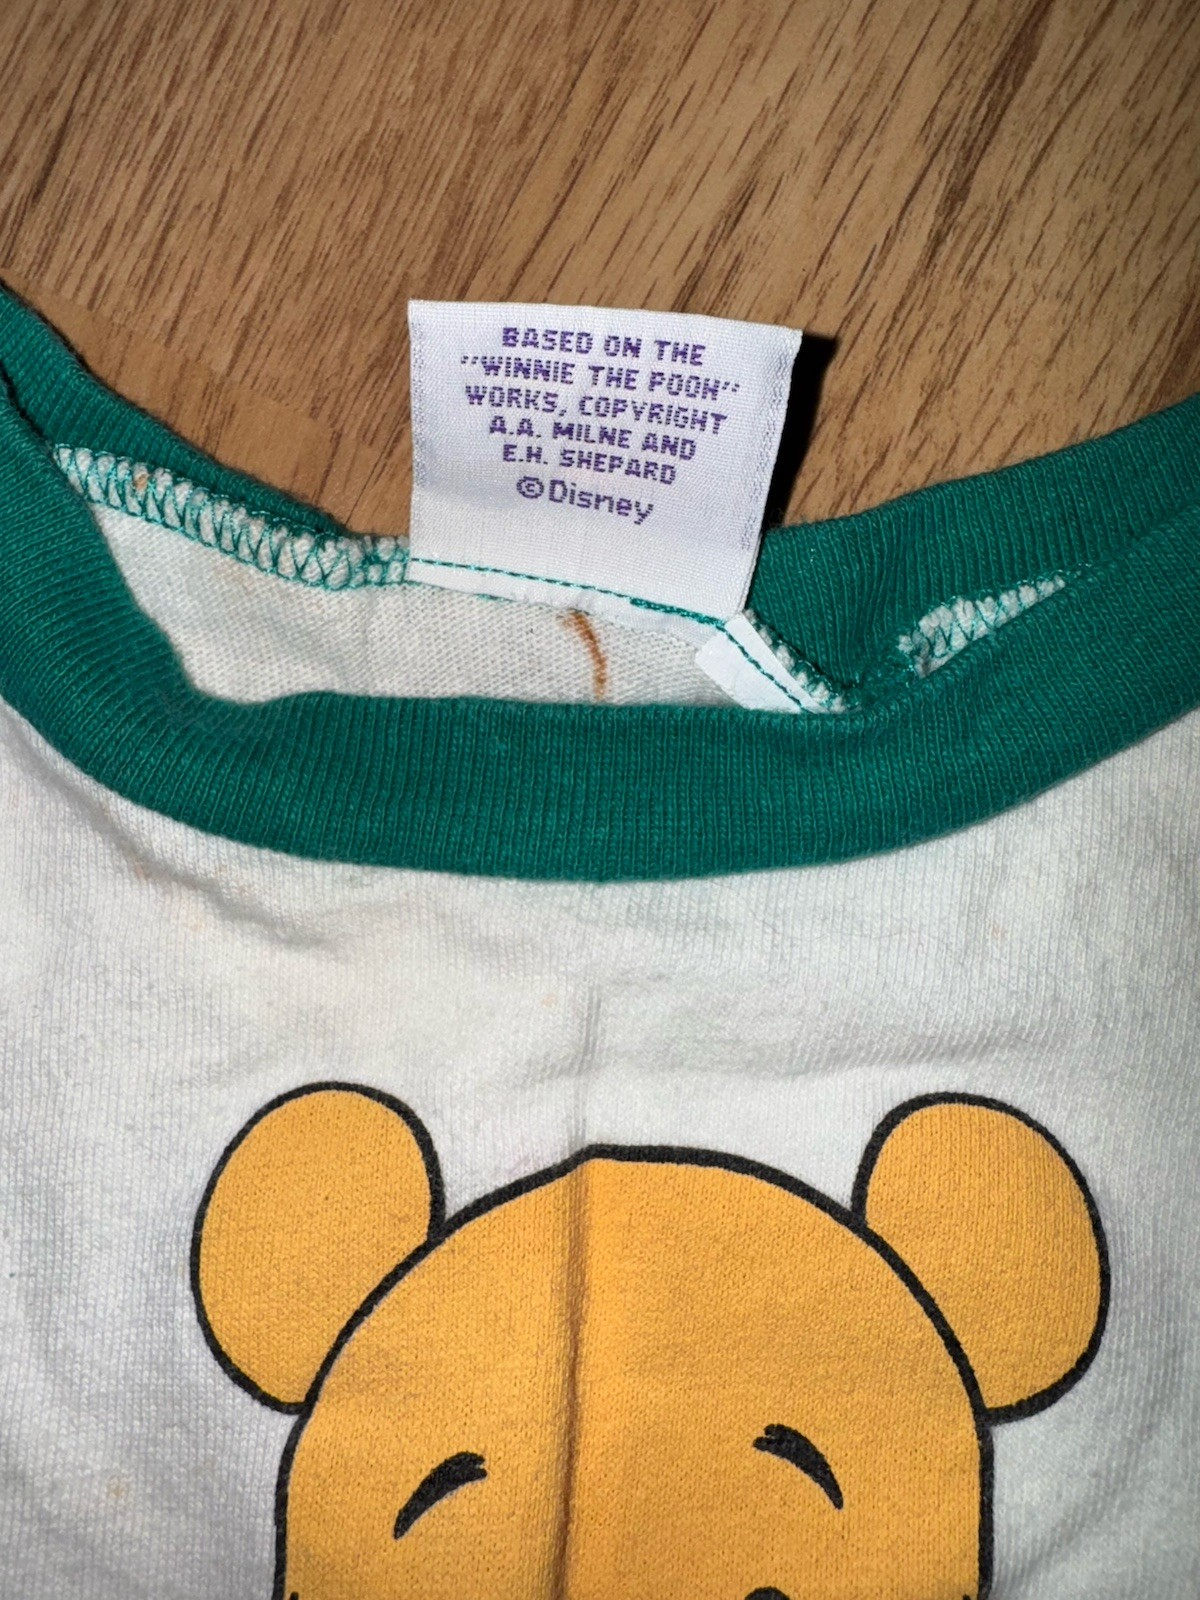 BASED ON THE
"WINNIE THE POOH"
WORKS, COPYRIGHT
A.A. MILNE AND
E.H. SHEPARD
©Disney